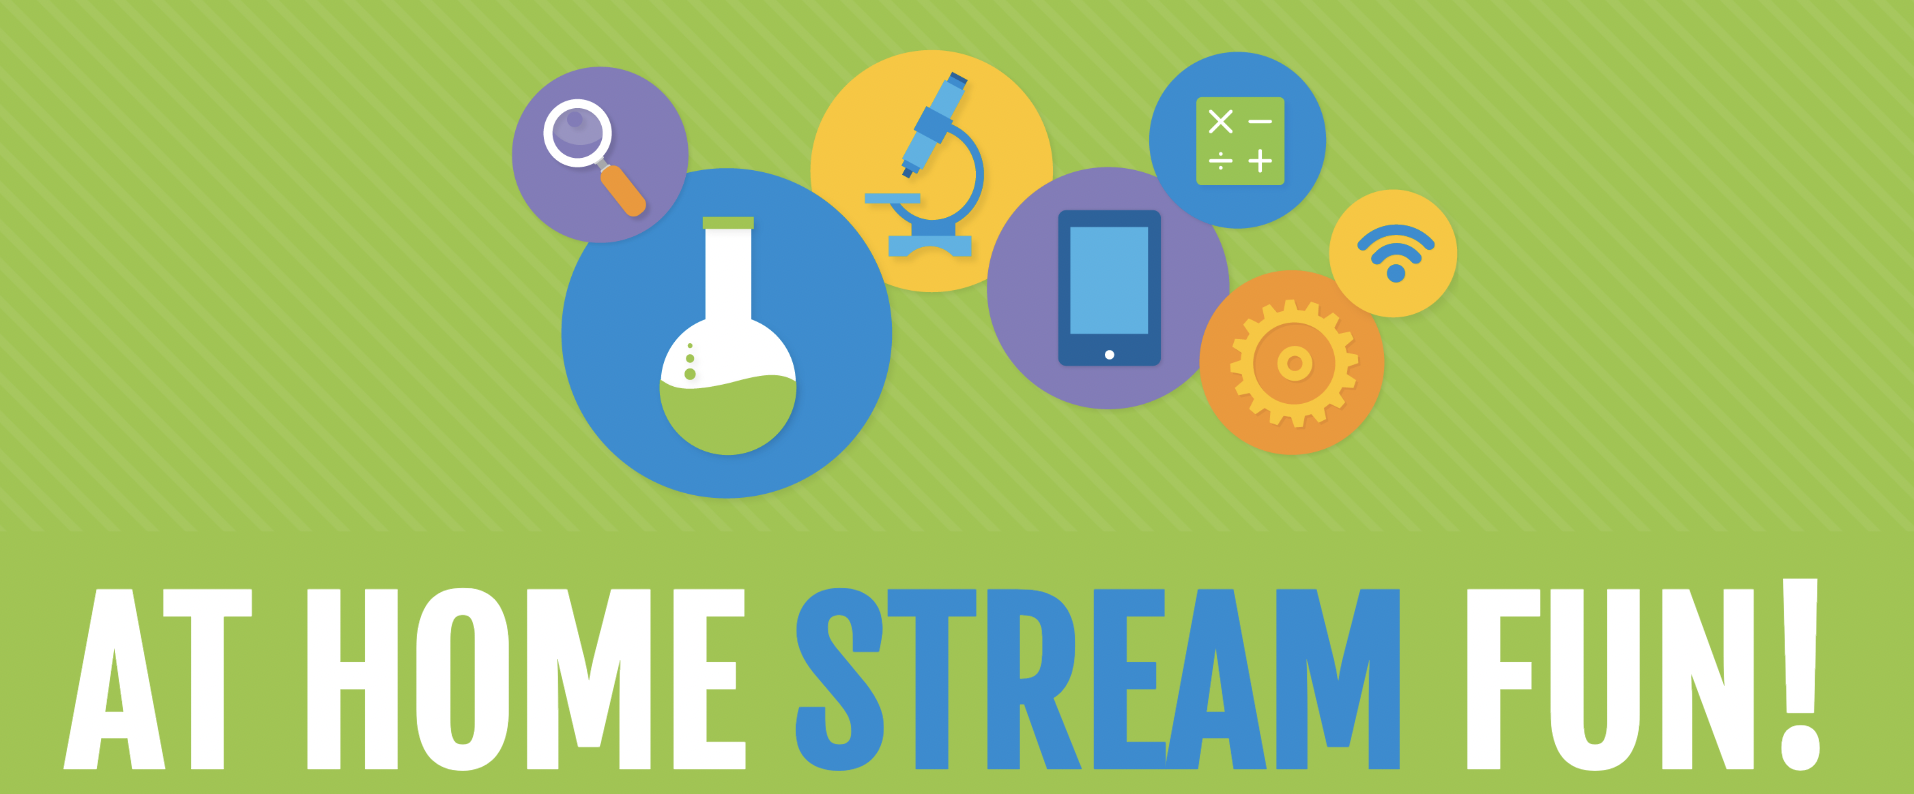 × −
÷ +
AT HOME STREAM FUN!